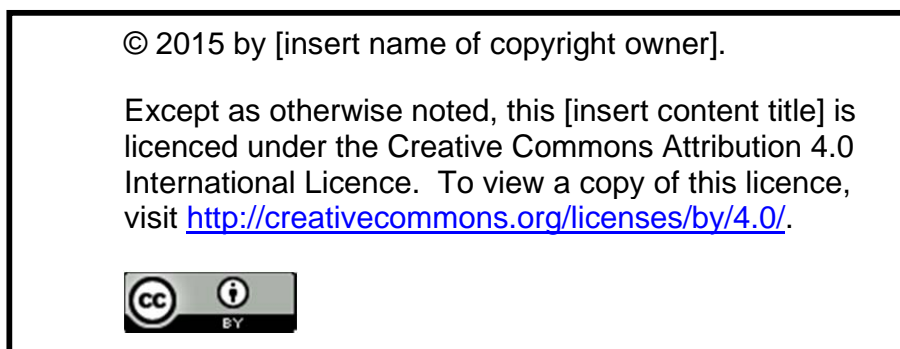 © 2015 by [insert name of copyright owner].
Except as otherwise noted, this [insert content title] is
licenced under the Creative Commons Attribution 4.0
International Licence.  To view a copy of this licence,
visit http://creativecommons.org/licenses/by/4.0/.
cc
BY